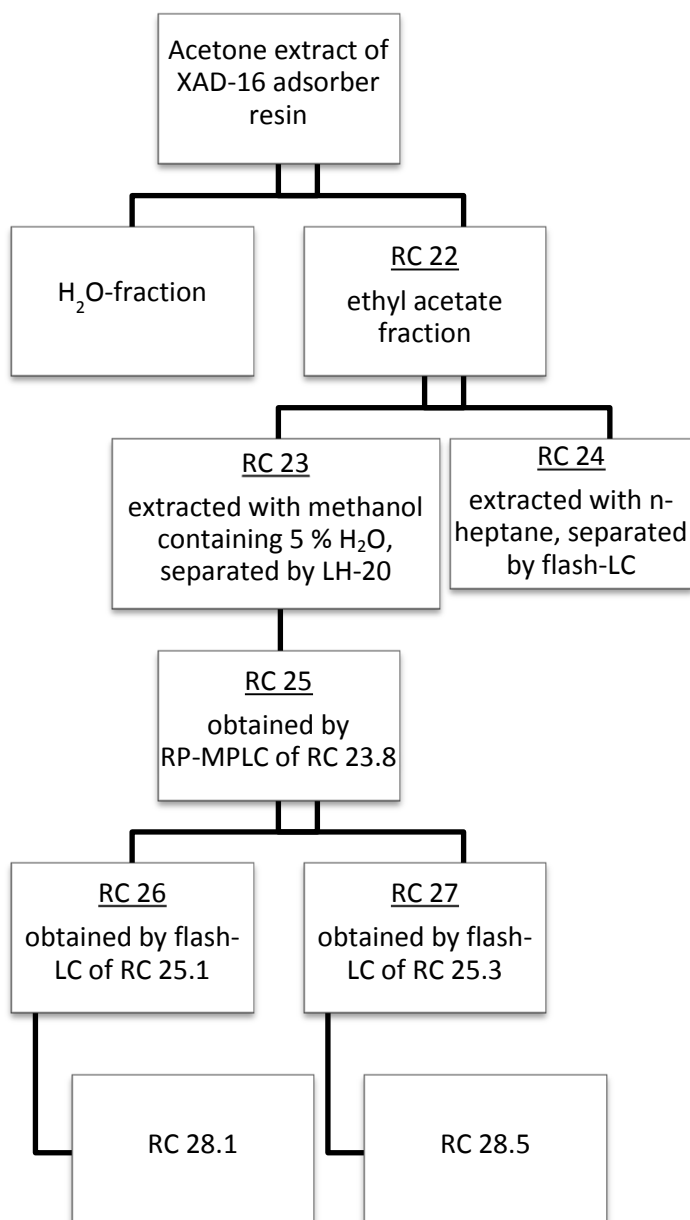 Acetone extract of
XAD-16 adsorber
resin
H₂O-fraction
RC 22
ethyl acetate
fraction
RC 23
extracted with methanol
containing 5 % H₂O,
separated by LH-20
RC 24
extracted with n-
heptane, separated
by flash-LC
RC 25
obtained by
RP-MPLC of RC 23.8
RC 26
obtained by flash-
LC of RC 25.1
RC 27
obtained by flash-
LC of RC 25.3
RC 28.1
RC 28.5